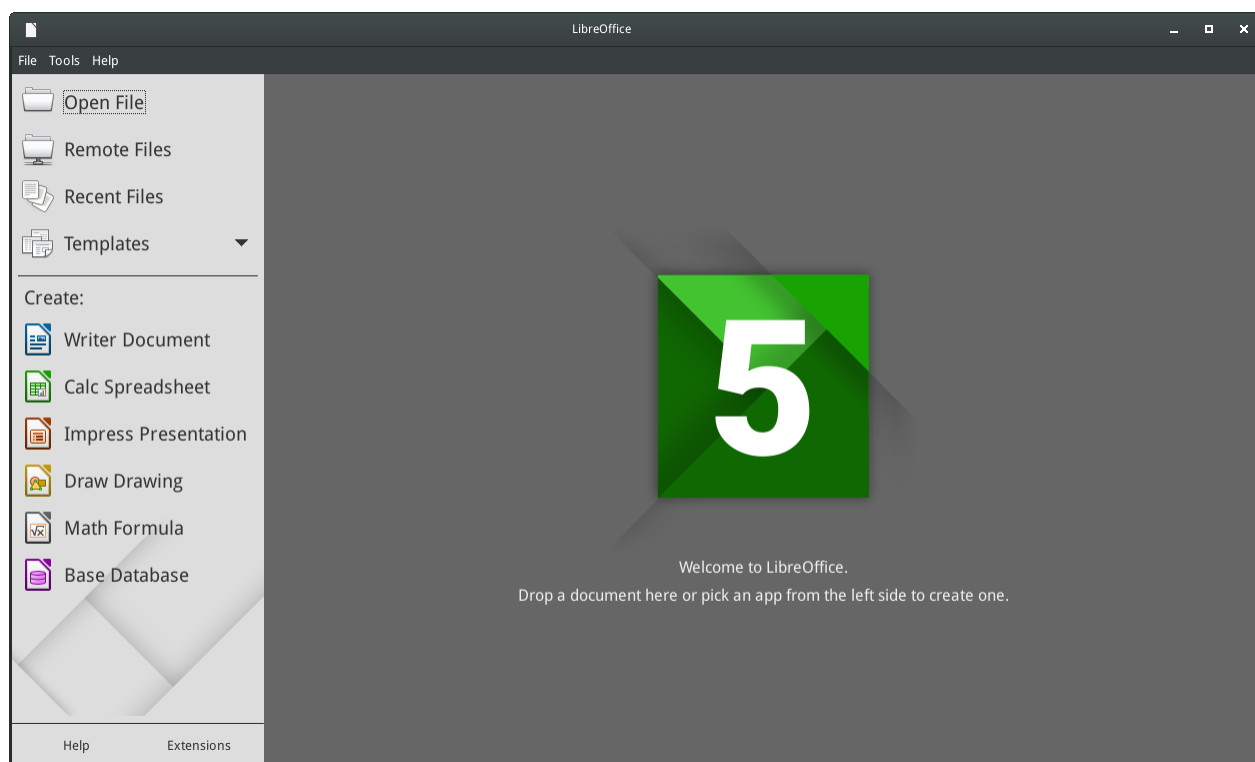 LibreOffice
File Tools Help
Open File
Remote Files
Recent Files
Templates
Create:
Writer Document
Calc Spreadsheet
Impress Presentation
Draw Drawing
Math Formula
Base Database
Help Extensions
5
Welcome to LibreOffice.
Drop a document here or pick an app from the left side to create one.